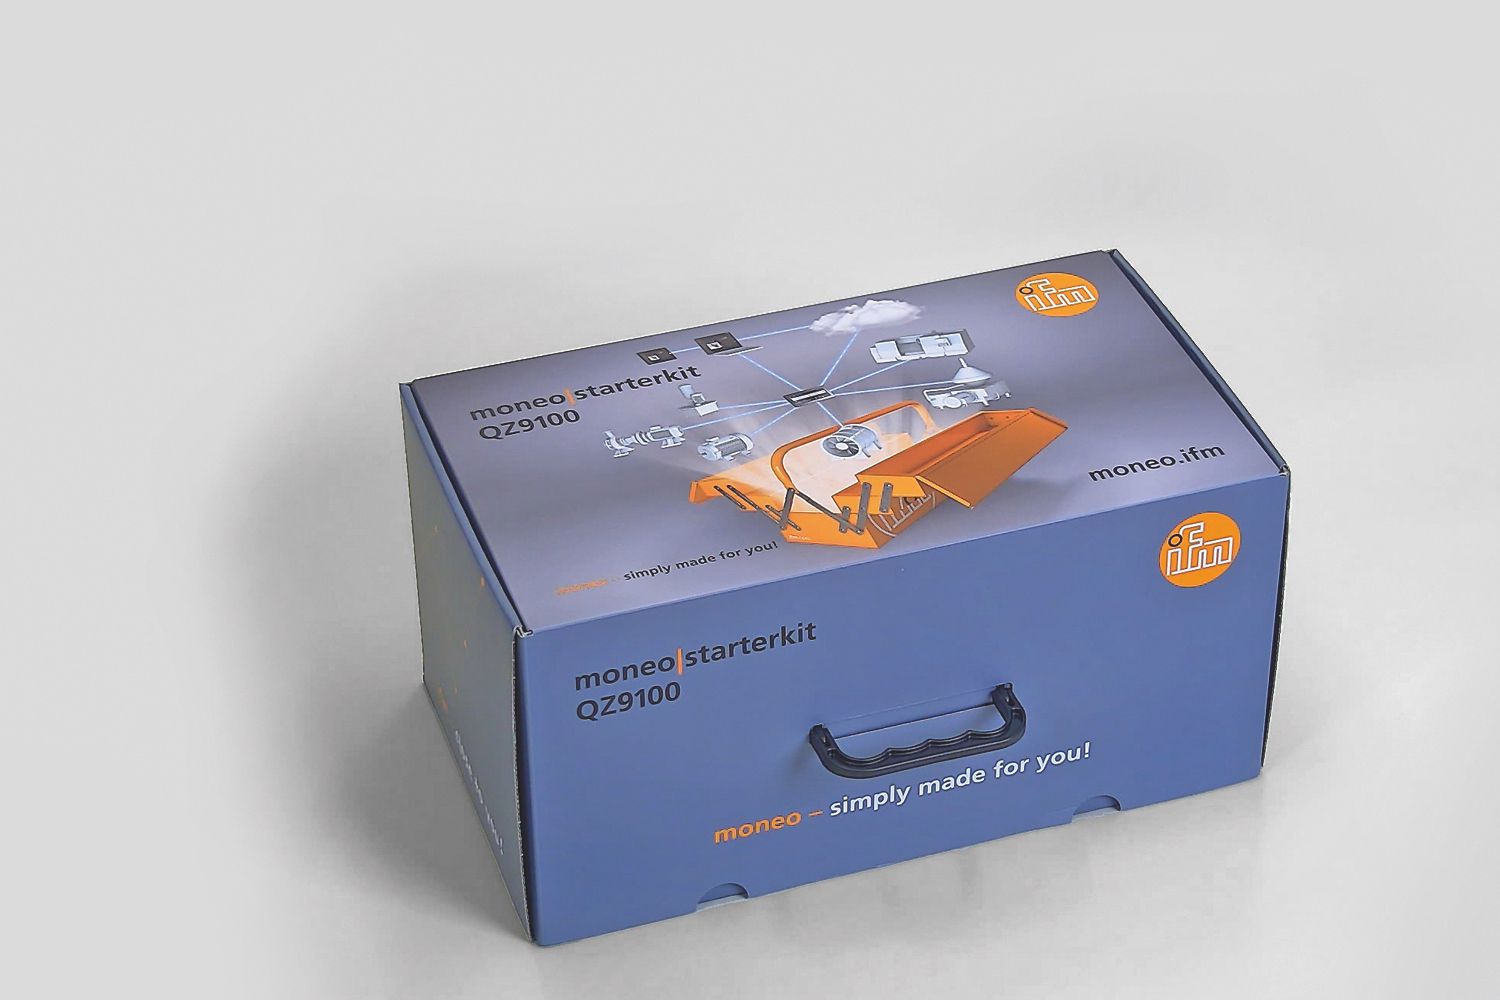 ifm
moneo|starterkit
QZ9100
moneo.ifm
moneo – simply made for you!
ifm
moneo|starterkit
QZ9100
moneo – simply made for you!